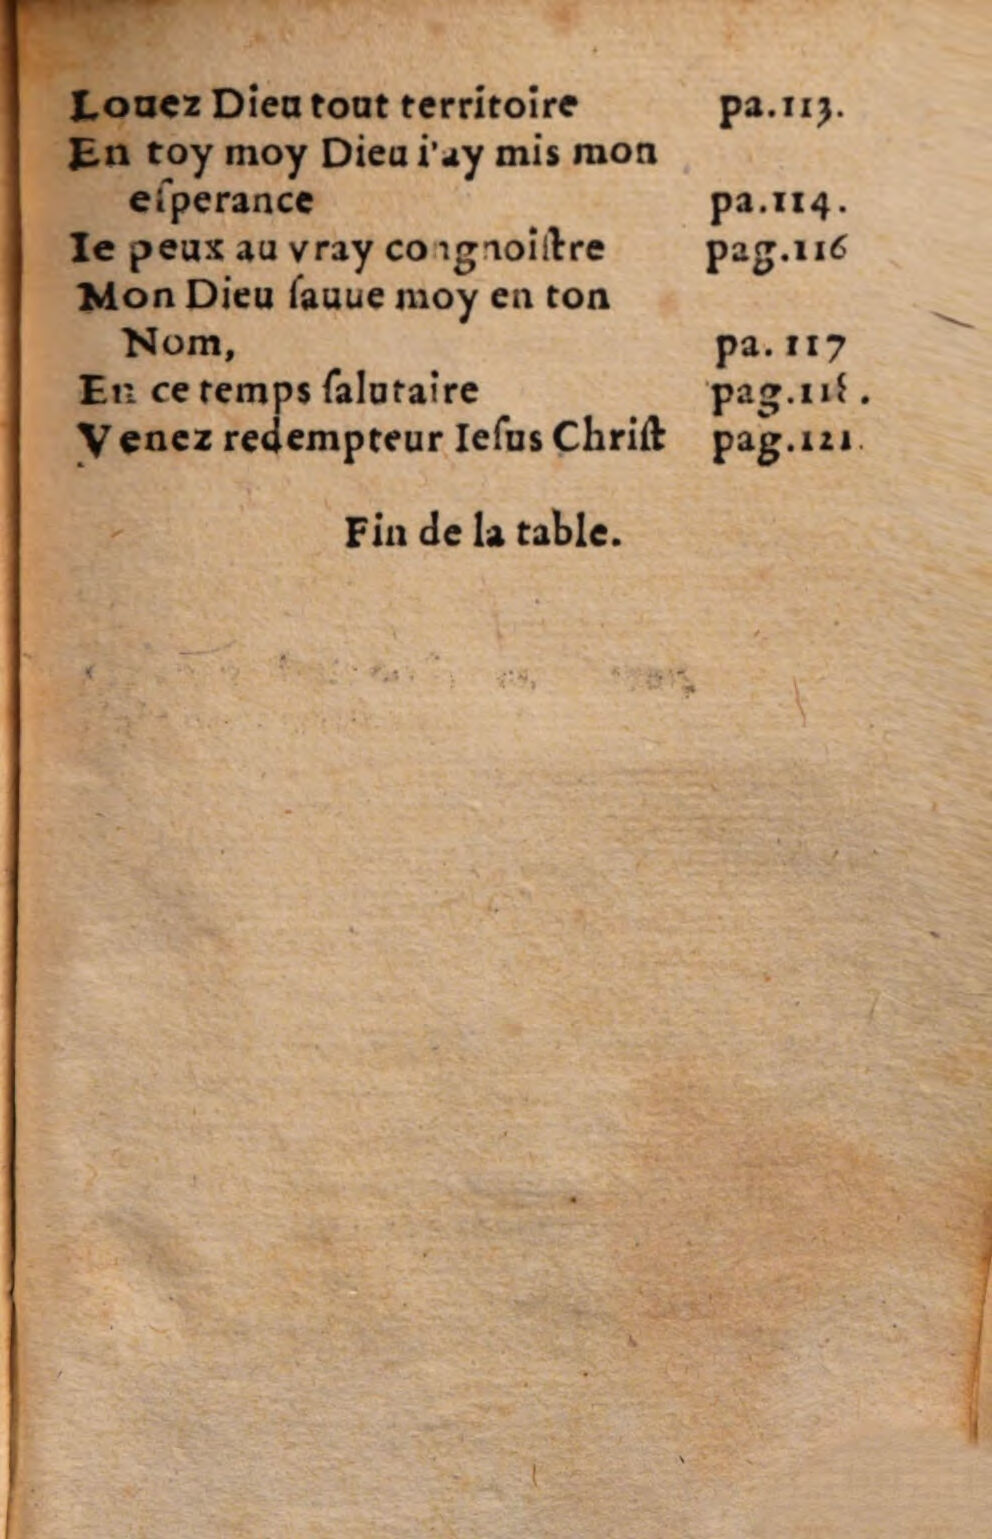 Louez Dieu tout territoire pa.113.
En toy moy Dieu i'ay mis mon
eſperance pa.114.
Ie peux au vray congnoiſtre pag.116
Mon Dieu ſauue moy en ton
Nom, pa. 117
En ce temps ſalutaire pag.118.
Venez redempteur Ieſus Chriſt pag.121.
Fin de la table.